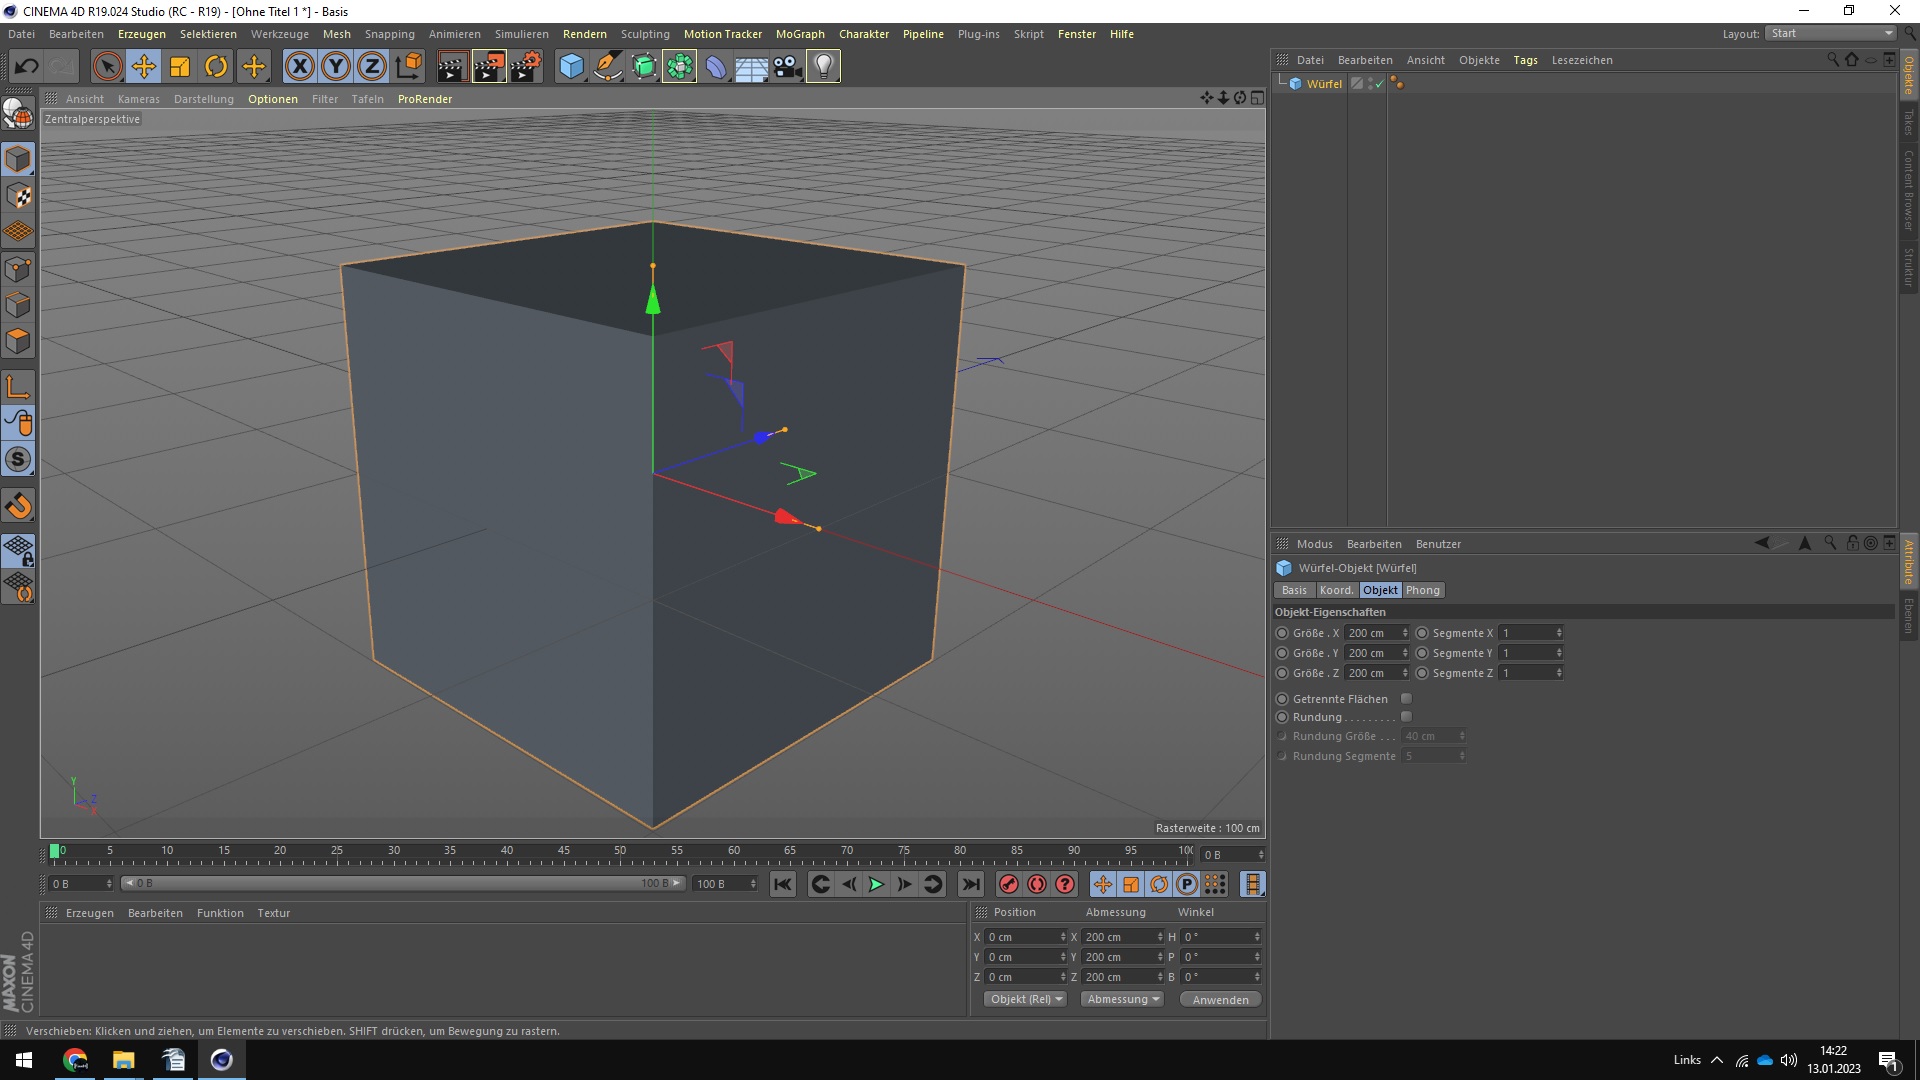 CINEMA 4D R19.024 Studio (RC - R19) - [Ohne Titel 1 *] - Basis
Datei Bearbeiten Erzeugen Selektieren Werkzeuge Mesh Snapping Animieren Simulieren Rendern Sculpting Motion Tracker MoGraph Charakter Pipeline Plug-ins Skript Fenster Hilfe Layout: Start
X Y Z
Ansicht Kameras Darstellung Optionen Filter Tafeln ProRender
Zentralperspektive
Y
Z
X
Rasterweite : 100 cm
Datei Bearbeiten Ansicht Objekte Tags Lesezeichen
Würfel
Objekte
Takes
Content Browser
Struktur
Modus Bearbeiten Benutzer
Würfel-Objekt [Würfel]
Basis Koord. Objekt Phong
Objekt-Eigenschaften
Größe . X 200 cm Segmente X 1
Größe . Y 200 cm Segmente Y 1
Größe . Z 200 cm Segmente Z 1
Getrennte Flächen
Rundung . . . . . . . . .
Rundung Größe . . . 40 cm
Rundung Segmente 5
Attribute
Ebenen
0 5 10 15 20 25 30 35 40 45 50 55 60 65 70 75 80 85 90 95 100 0 B
0 B 0 B 100 B 100 B
P
Erzeugen Bearbeiten Funktion Textur
Position Abmessung Winkel
X 0 cm X 200 cm H 0 °
Y 0 cm Y 200 cm P 0 °
Z 0 cm Z 200 cm B 0 °
Objekt (Rel) Abmessung Anwenden
MAXON
CINEMA 4D
Verschieben: Klicken und ziehen, um Elemente zu verschieben. SHIFT drücken, um Bewegung zu rastern.
Links
14:22
13.01.2023
1